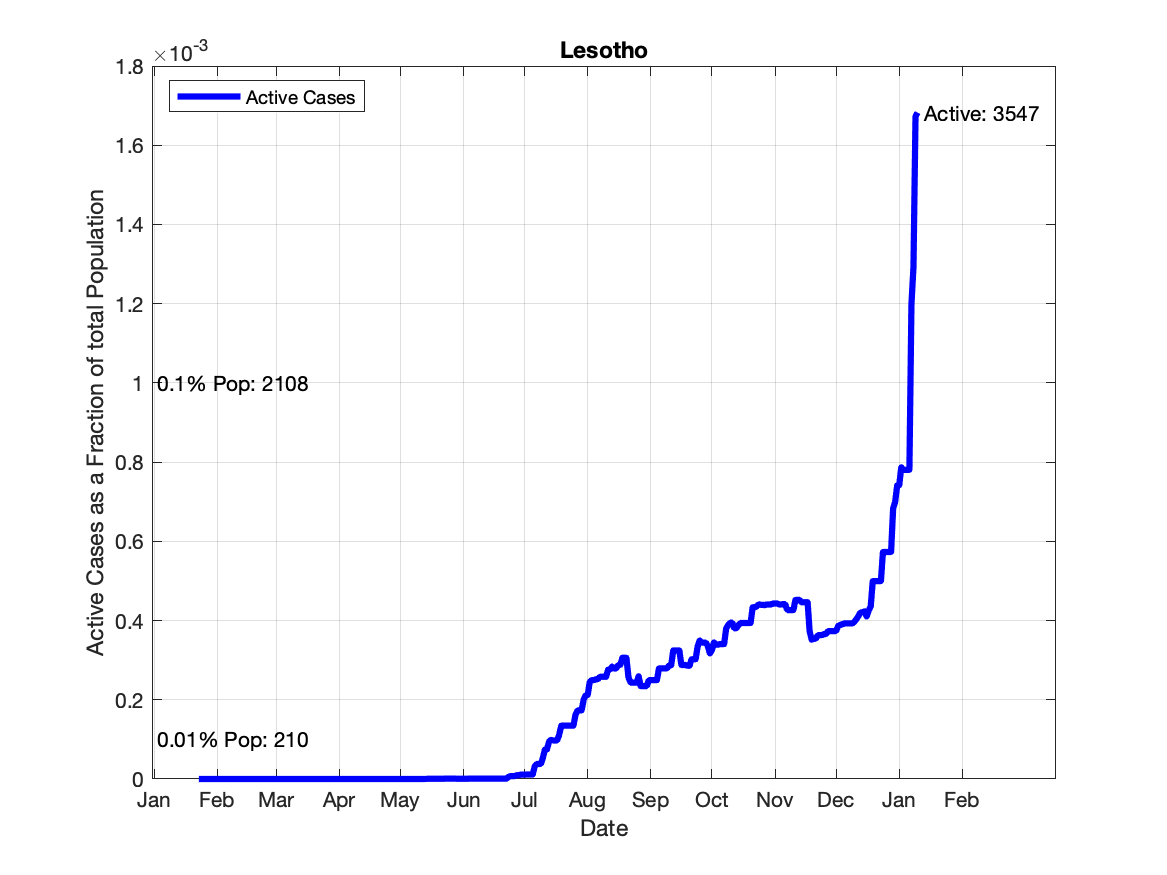 Lesotho
×10-3
1.8
Active Cases
Active: 3547
1.6
1.4
1.2
1
0.1% Pop: 2108
0.8
0.6
0.4
0.2
0.01% Pop: 210
0
Active Cases as a Fraction of total Population
Jan Feb Mar Apr May Jun Jul Aug Sep Oct Nov Dec Jan Feb
Date